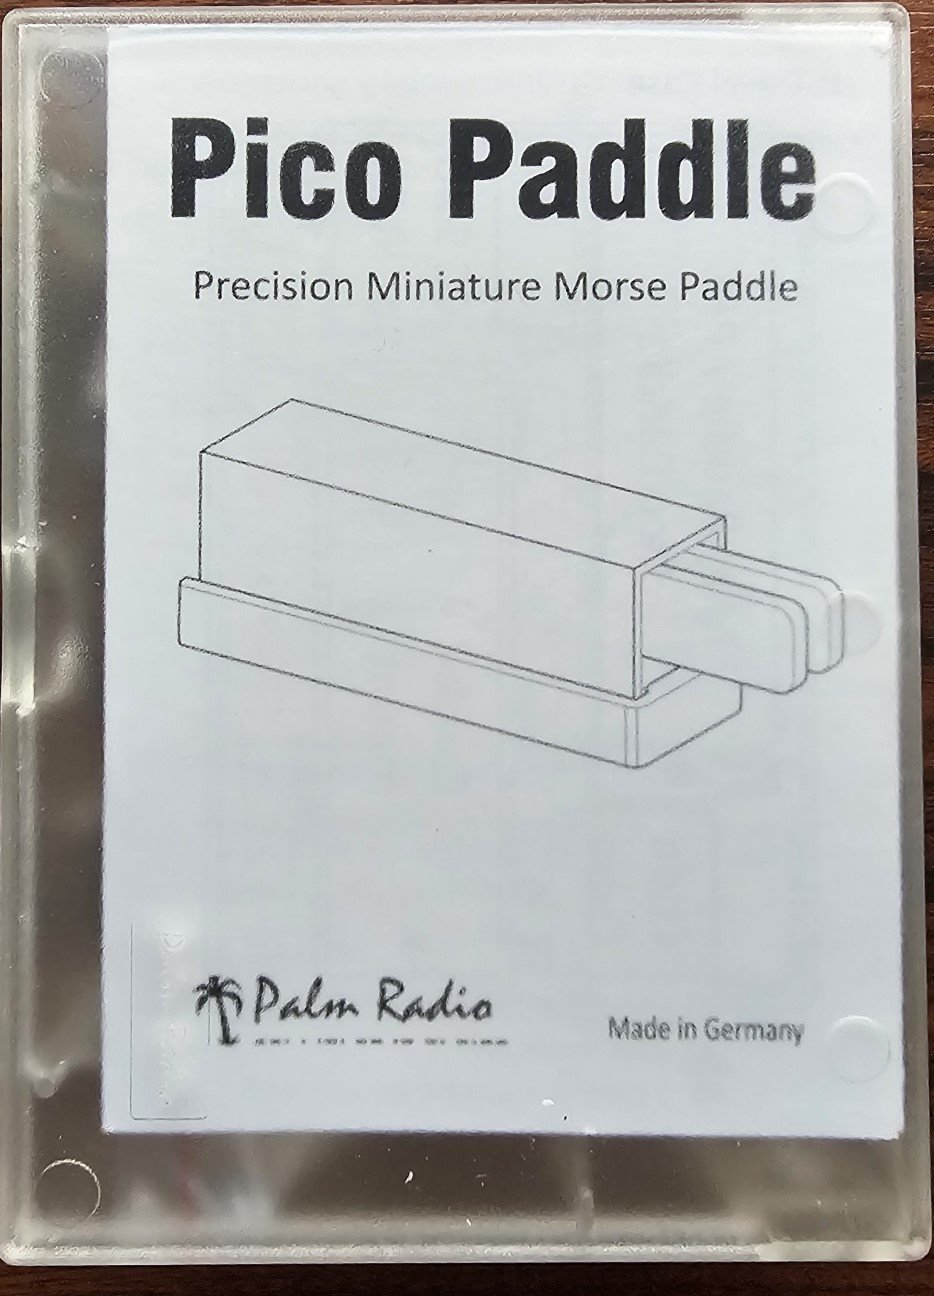 Pico Paddle
Precision Miniature Morse Paddle
Palm Radio
Made in Germany